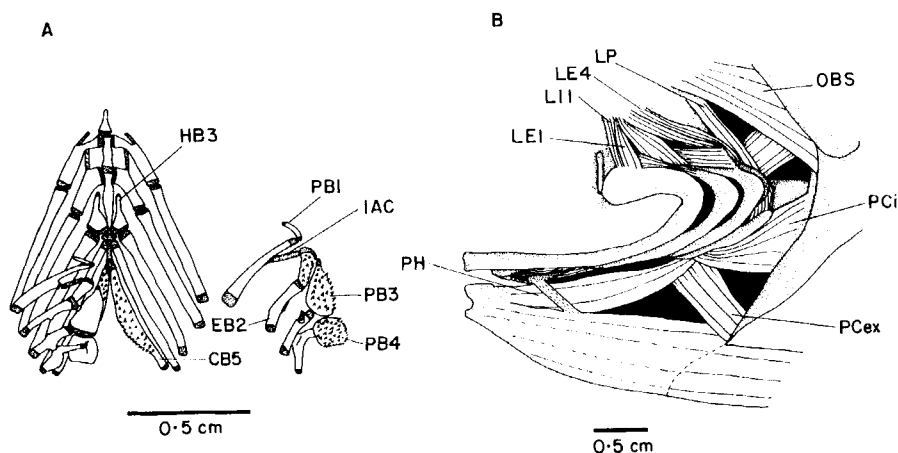 A
HB3
PB1
IAC
PB3
EB2
PB4
CB5
0·5 cm
B
LP
LE4
LI1
LE1
OBS
PCi
PH
PCex
0·5 cm